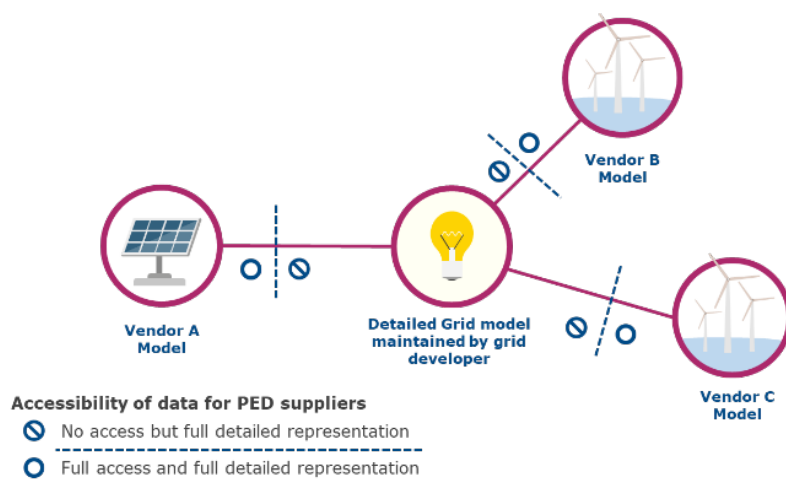 Vendor B
Model
Vendor A
Model
Detailed Grid model
maintained by grid
developer
Vendor C
Model
Accessibility of data for PED suppliers
No access but full detailed representation
Full access and full detailed representation